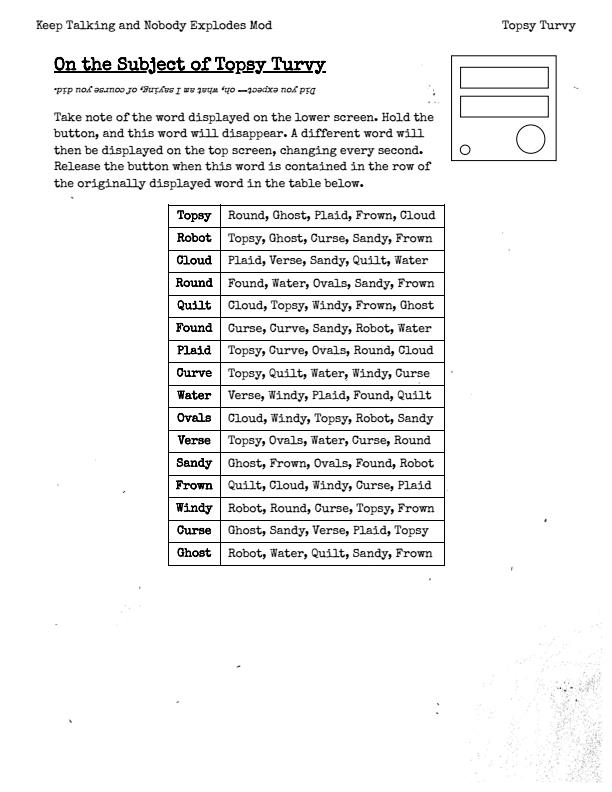 Keep Talking and Nobody Explodes Mod Topsy Turvy
On the Subject of Topsy Turvy
Did you expect— oh, what am I saying, of course you did.
Take note of the word displayed on the lower screen. Hold the
button, and this word will disappear. A different word will
then be displayed on the top screen, changing every second.
Release the button when this word is contained in the row of
the originally displayed word in the table below.
Topsy Round, Ghost, Plaid, Frown, Cloud
Robot Topsy, Ghost, Curse, Sandy, Frown
Cloud Plaid, Verse, Sandy, Quilt, Water
Round Found, Water, Ovals, Sandy, Frown
Quilt Cloud, Topsy, Windy, Frown, Ghost
Found Curse, Curve, Sandy, Robot, Water
Plaid Topsy, Curve, Ovals, Round, Cloud
Curve Topsy, Quilt, Water, Windy, Curse
Water Verse, Windy, Plaid, Found, Quilt
Ovals Cloud, Windy, Topsy, Robot, Sandy
Verse Topsy, Ovals, Water, Curse, Round
Sandy Ghost, Frown, Ovals, Found, Robot
Frown Quilt, Cloud, Windy, Curse, Plaid
Windy Robot, Round, Curse, Topsy, Frown
Curse Ghost, Sandy, Verse, Plaid, Topsy
Ghost Robot, Water, Quilt, Sandy, Frown